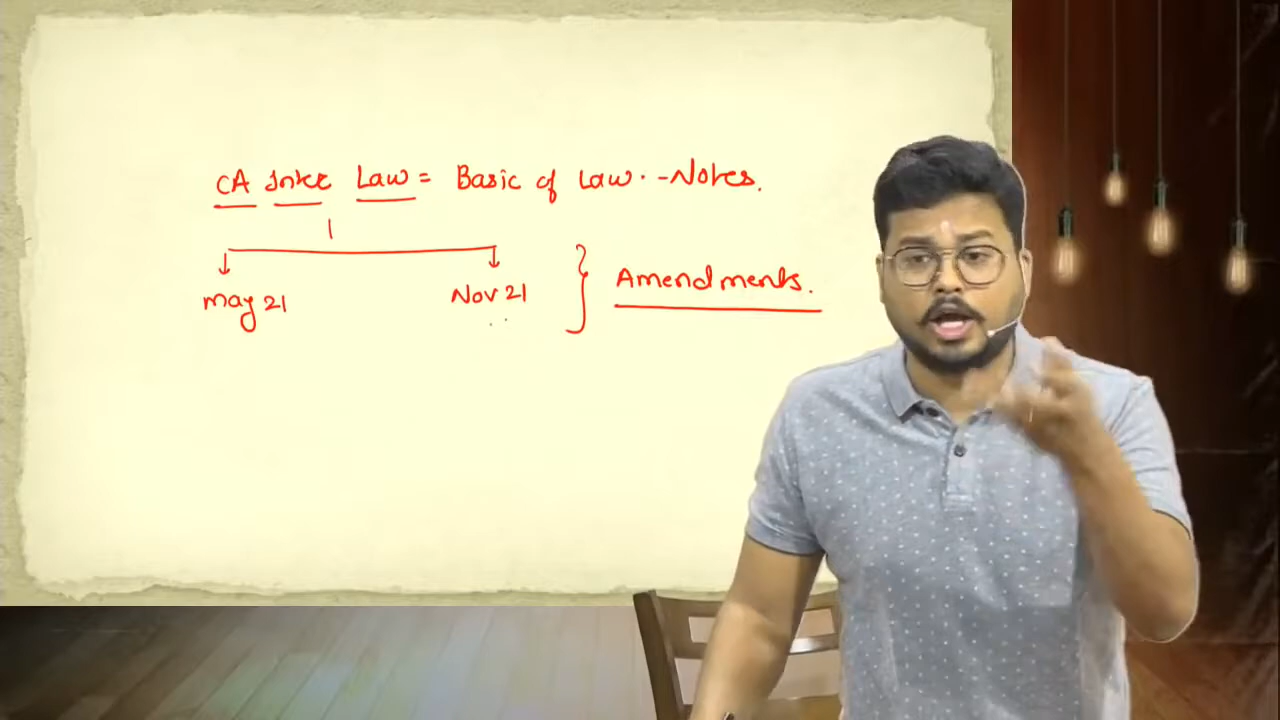 CA Inter Law = Basic of Law. - Notes.
May 21
Nov 21
Amendments.